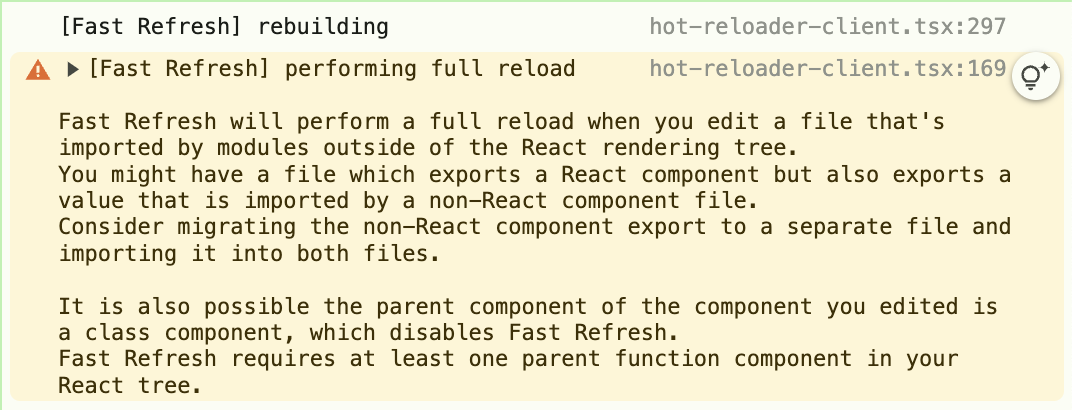 [Fast Refresh] rebuilding hot-reloader-client.tsx:297
[Fast Refresh] performing full reload hot-reloader-client.tsx:169
Fast Refresh will perform a full reload when you edit a file that's
imported by modules outside of the React rendering tree.
You might have a file which exports a React component but also exports a
value that is imported by a non-React component file.
Consider migrating the non-React component export to a separate file and
importing it into both files.
It is also possible the parent component of the component you edited is
a class component, which disables Fast Refresh.
Fast Refresh requires at least one parent function component in your
React tree.